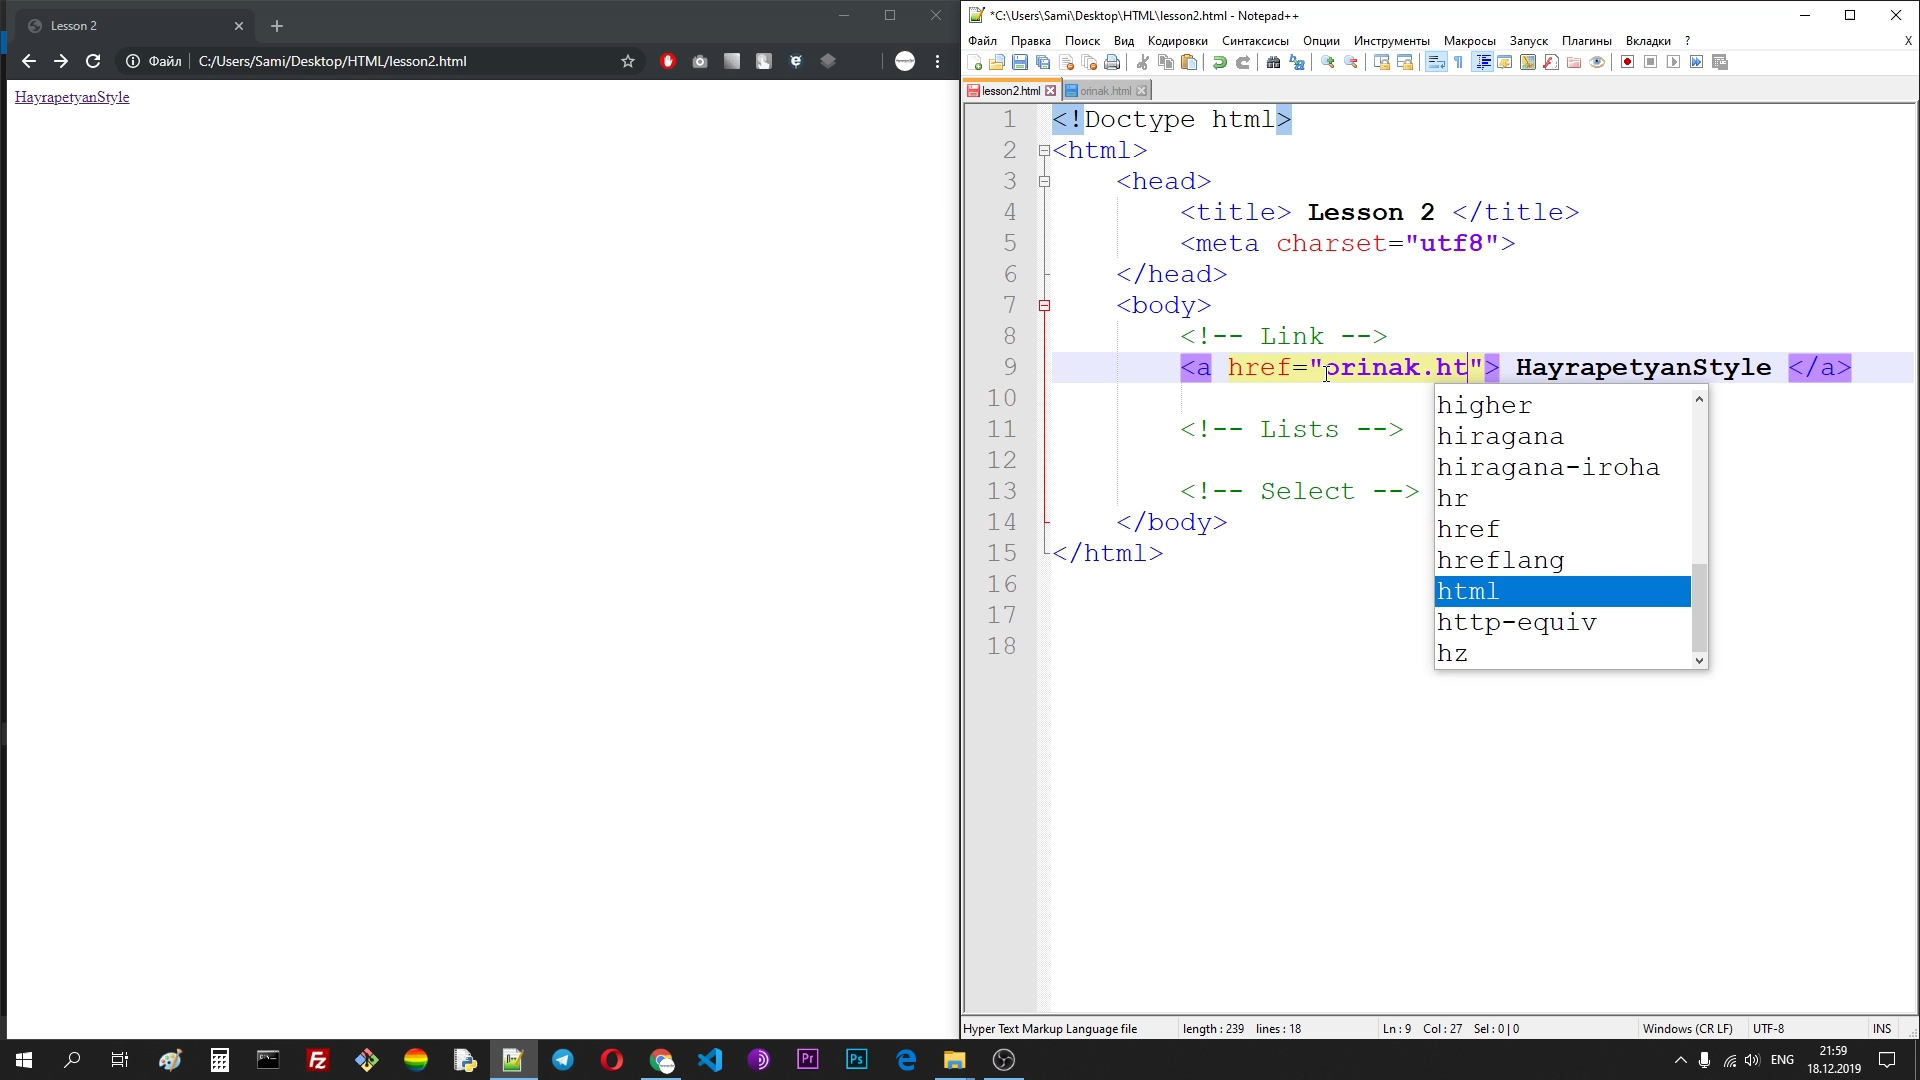 Lesson 2
Файл
C:/Users/Sami/Desktop/HTML/lesson2.html
HayrapetyanStyle
*C:\Users\Sami\Desktop\HTML\lesson2.html - Notepad++
Файл Правка Поиск Вид Кодировки Синтаксисы Опции Инструменты Макросы Запуск Плагины Вкладки ? X
lesson2.html orinak.html
1 <!Doctype html>
2 <html>
3 <head>
4 <title> Lesson 2 </title>
5 <meta charset="utf8">
6 </head>
7 <body>
8 <!-- Link -->
9 <a href="orinak.ht"> HayrapetyanStyle </a>
10
11 <!-- Lists -->
12
13 <!-- Select -->
14 </body>
15 </html>
16
17
18
higher
hiragana
hiragana-iroha
hr
href
hreflang
html
http-equiv
hz
Hyper Text Markup Language file length : 239 lines : 18 Ln : 9 Col : 27 Sel : 0 | 0 Windows (CR LF) UTF-8 INS
Fz Pr Ps ENG
21:59
18.12.2019